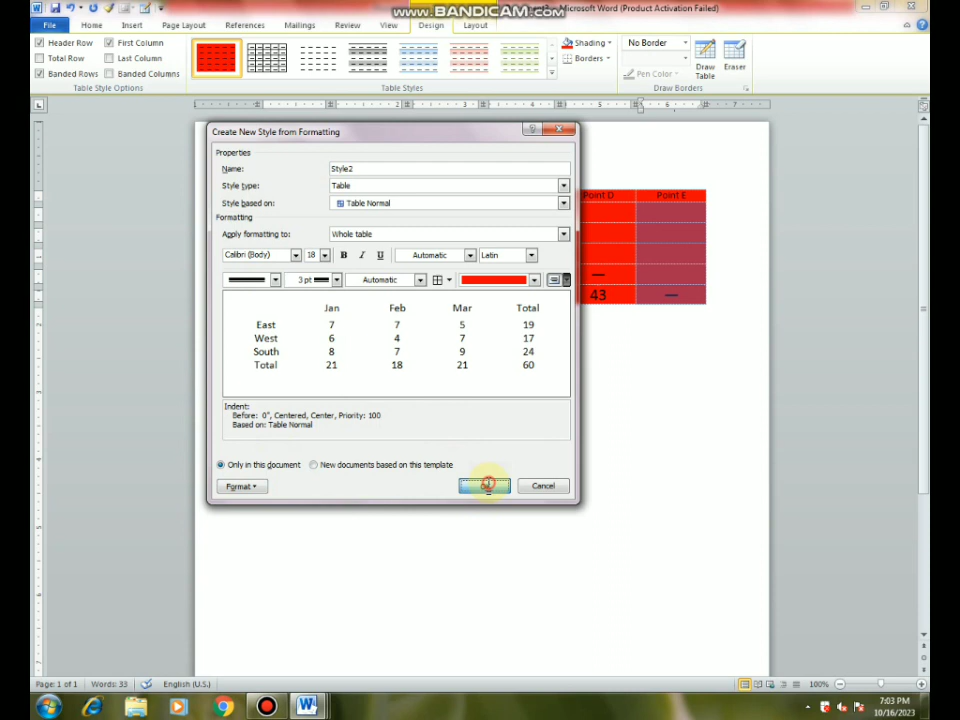 www.BANDICAM.com
Microsoft Word (Product Activation Failed)
File Home Insert Page Layout References Mailings Review View Design Layout
Header Row First Column
Total Row Last Column
Banded Rows Banded Columns
Table Style Options
Table Styles
Shading
Borders
No Border
Pen Color
Draw Table
Eraser
Draw Borders
Create New Style from Formatting
Properties
Name: Style2
Style type: Table
Style based on: Table Normal
Formatting
Apply formatting to: Whole table
Calibri (Body) 18 B I U Automatic Latin
3 pt Automatic
Jan Feb Mar Total
East 7 7 5 19
West 6 4 7 17
South 8 7 9 24
Total 21 18 21 60
Indent:
Before: 0", Centered, Center, Priority: 100
Based on: Table Normal
Only in this document New documents based on this template
Format Cancel
Point D Point E
— 
43 —
Page: 1 of 1 Words: 33 English (U.S.) 100%
7:03 PM
10/16/2023